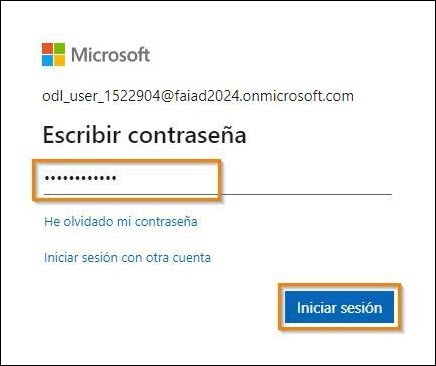 Microsoft
odl_user_1522904@faiad2024.onmicrosoft.com
Escribir contraseña
••••••••••••
He olvidado mi contraseña
Iniciar sesión con otra cuenta
Iniciar sesión